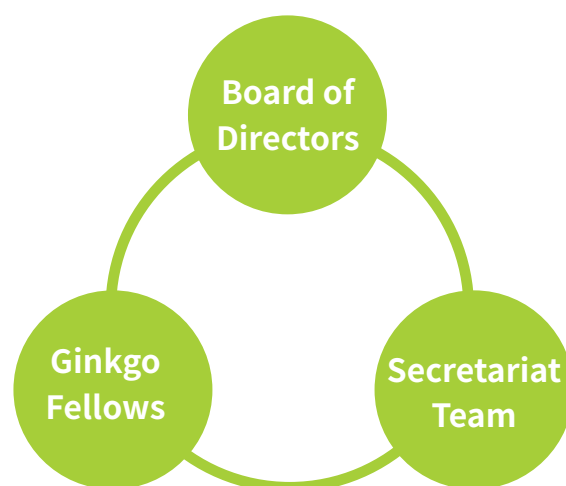 Board of
Directors
Ginkgo
Fellows
Secretariat
Team